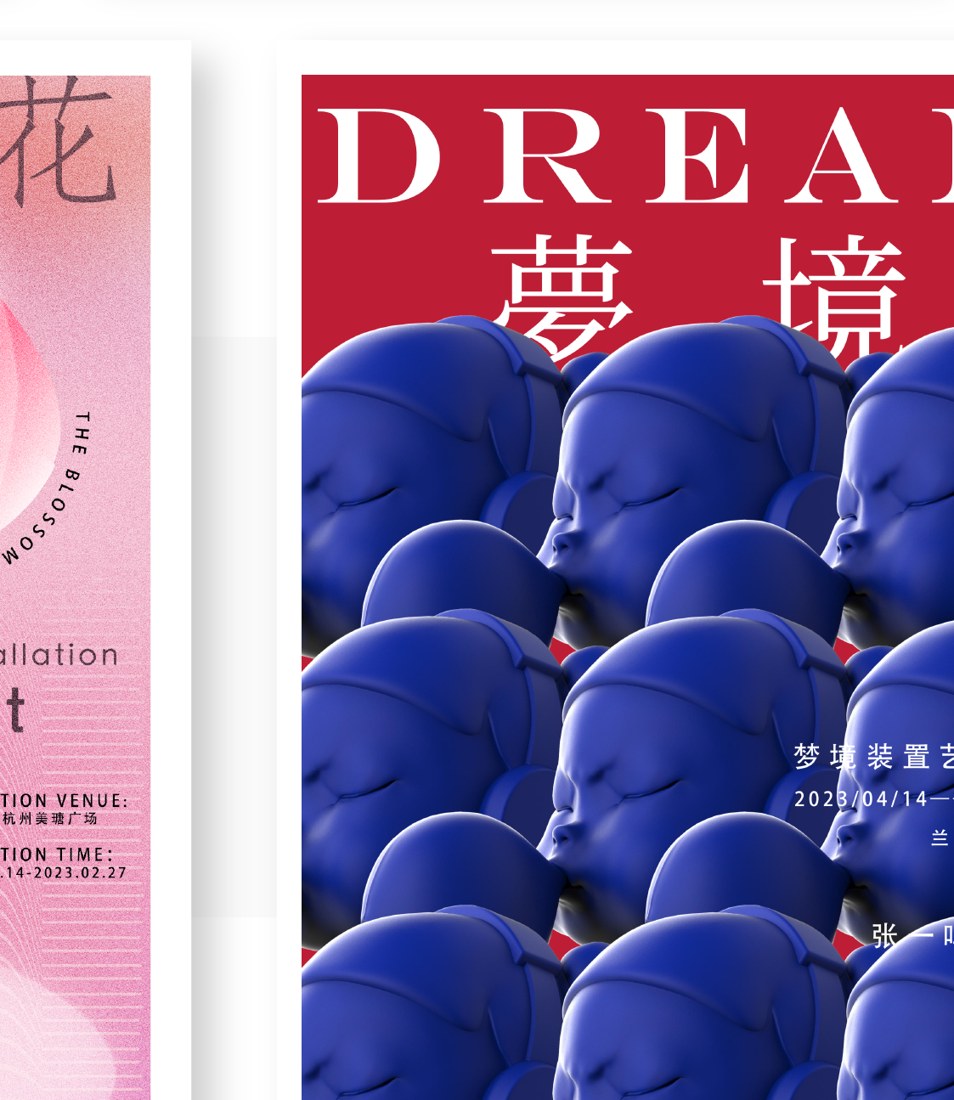 花
THE BLOSSOM
allation
t
TION VENUE:
杭州美瑭广场
TION TIME:
.14-2023.02.27
DREA
夢境
梦境装置艺
2023/04/14—
兰
张一